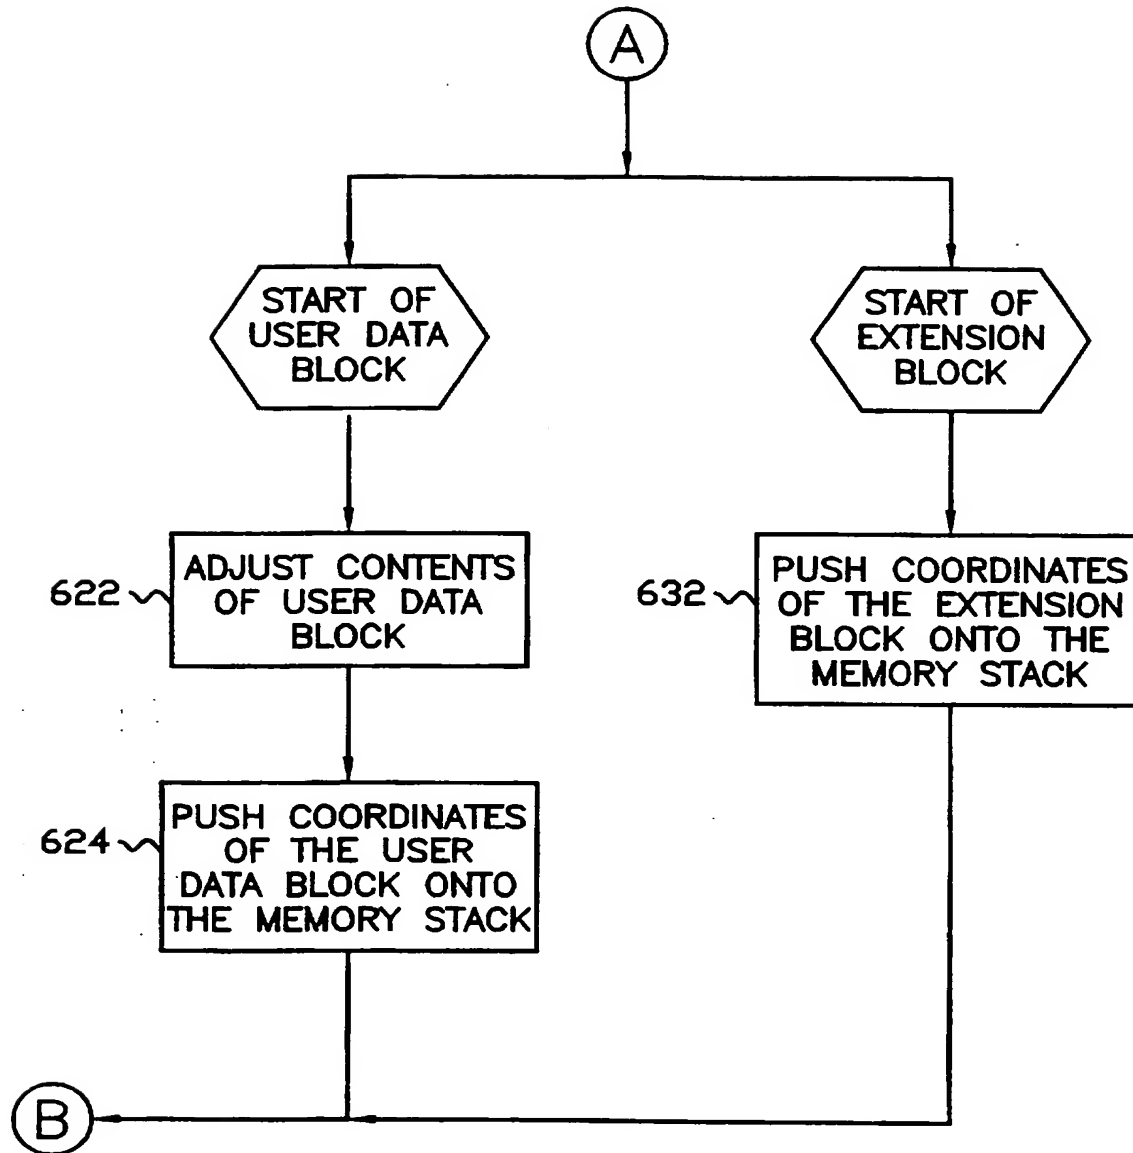 A
START OF
USER DATA
BLOCK
START OF
EXTENSION
BLOCK
622
ADJUST CONTENTS
OF USER DATA
BLOCK
632
PUSH COORDINATES
OF THE EXTENSION
BLOCK ONTO THE
MEMORY STACK
624
PUSH COORDINATES
OF THE USER
DATA BLOCK ONTO
THE MEMORY STACK
B